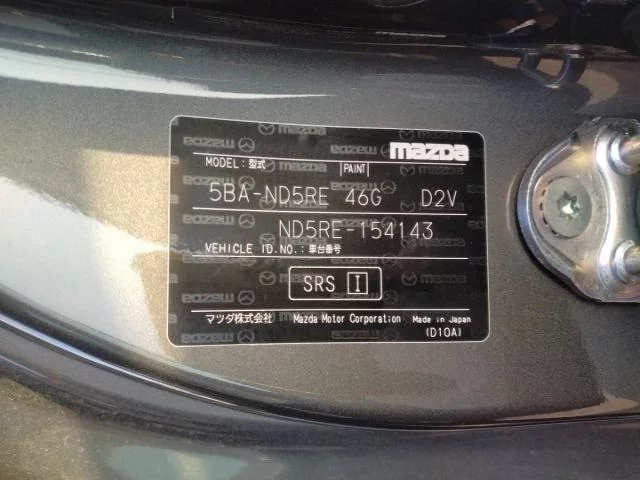 mazda
MODEL:型式 PAINT
5BA-ND5RE 46G D2V
ND5RE-154143
VEHICLE ID.NO.:車台番号
SRS I
マツダ株式会社 Mazda Motor Corporation Made in Japan
(D10A)